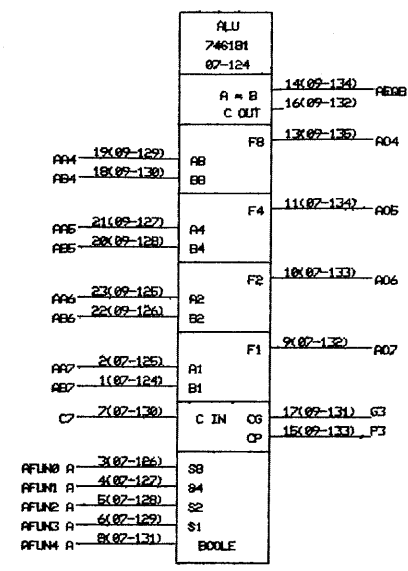 ALU
746181
07-124
A = B 14(09-134) AEQB
C OUT 16(09-132)
F8 13(09-135) AO4
AA4 19(09-129) A8
AB4 18(09-130) B8
F4 11(07-134) AO5
AA5 21(09-127) A4
AB5 20(09-128) B4
F2 10(07-133) AO6
AA6 23(09-125) A2
AB6 22(09-126) B2
F1 9(07-132) AO7
AA7 2(07-125) A1
AB7 1(07-124) B1
C7 7(07-130) C IN CG 17(09-131) G3
CP 15(09-133) P3
AFUN0 A 3(07-126) S8
AFUN1 A 4(07-127) S4
AFUN2 A 5(07-128) S2
AFUN3 A 6(07-129) S1
AFUN4 A 8(07-131) BOOLE